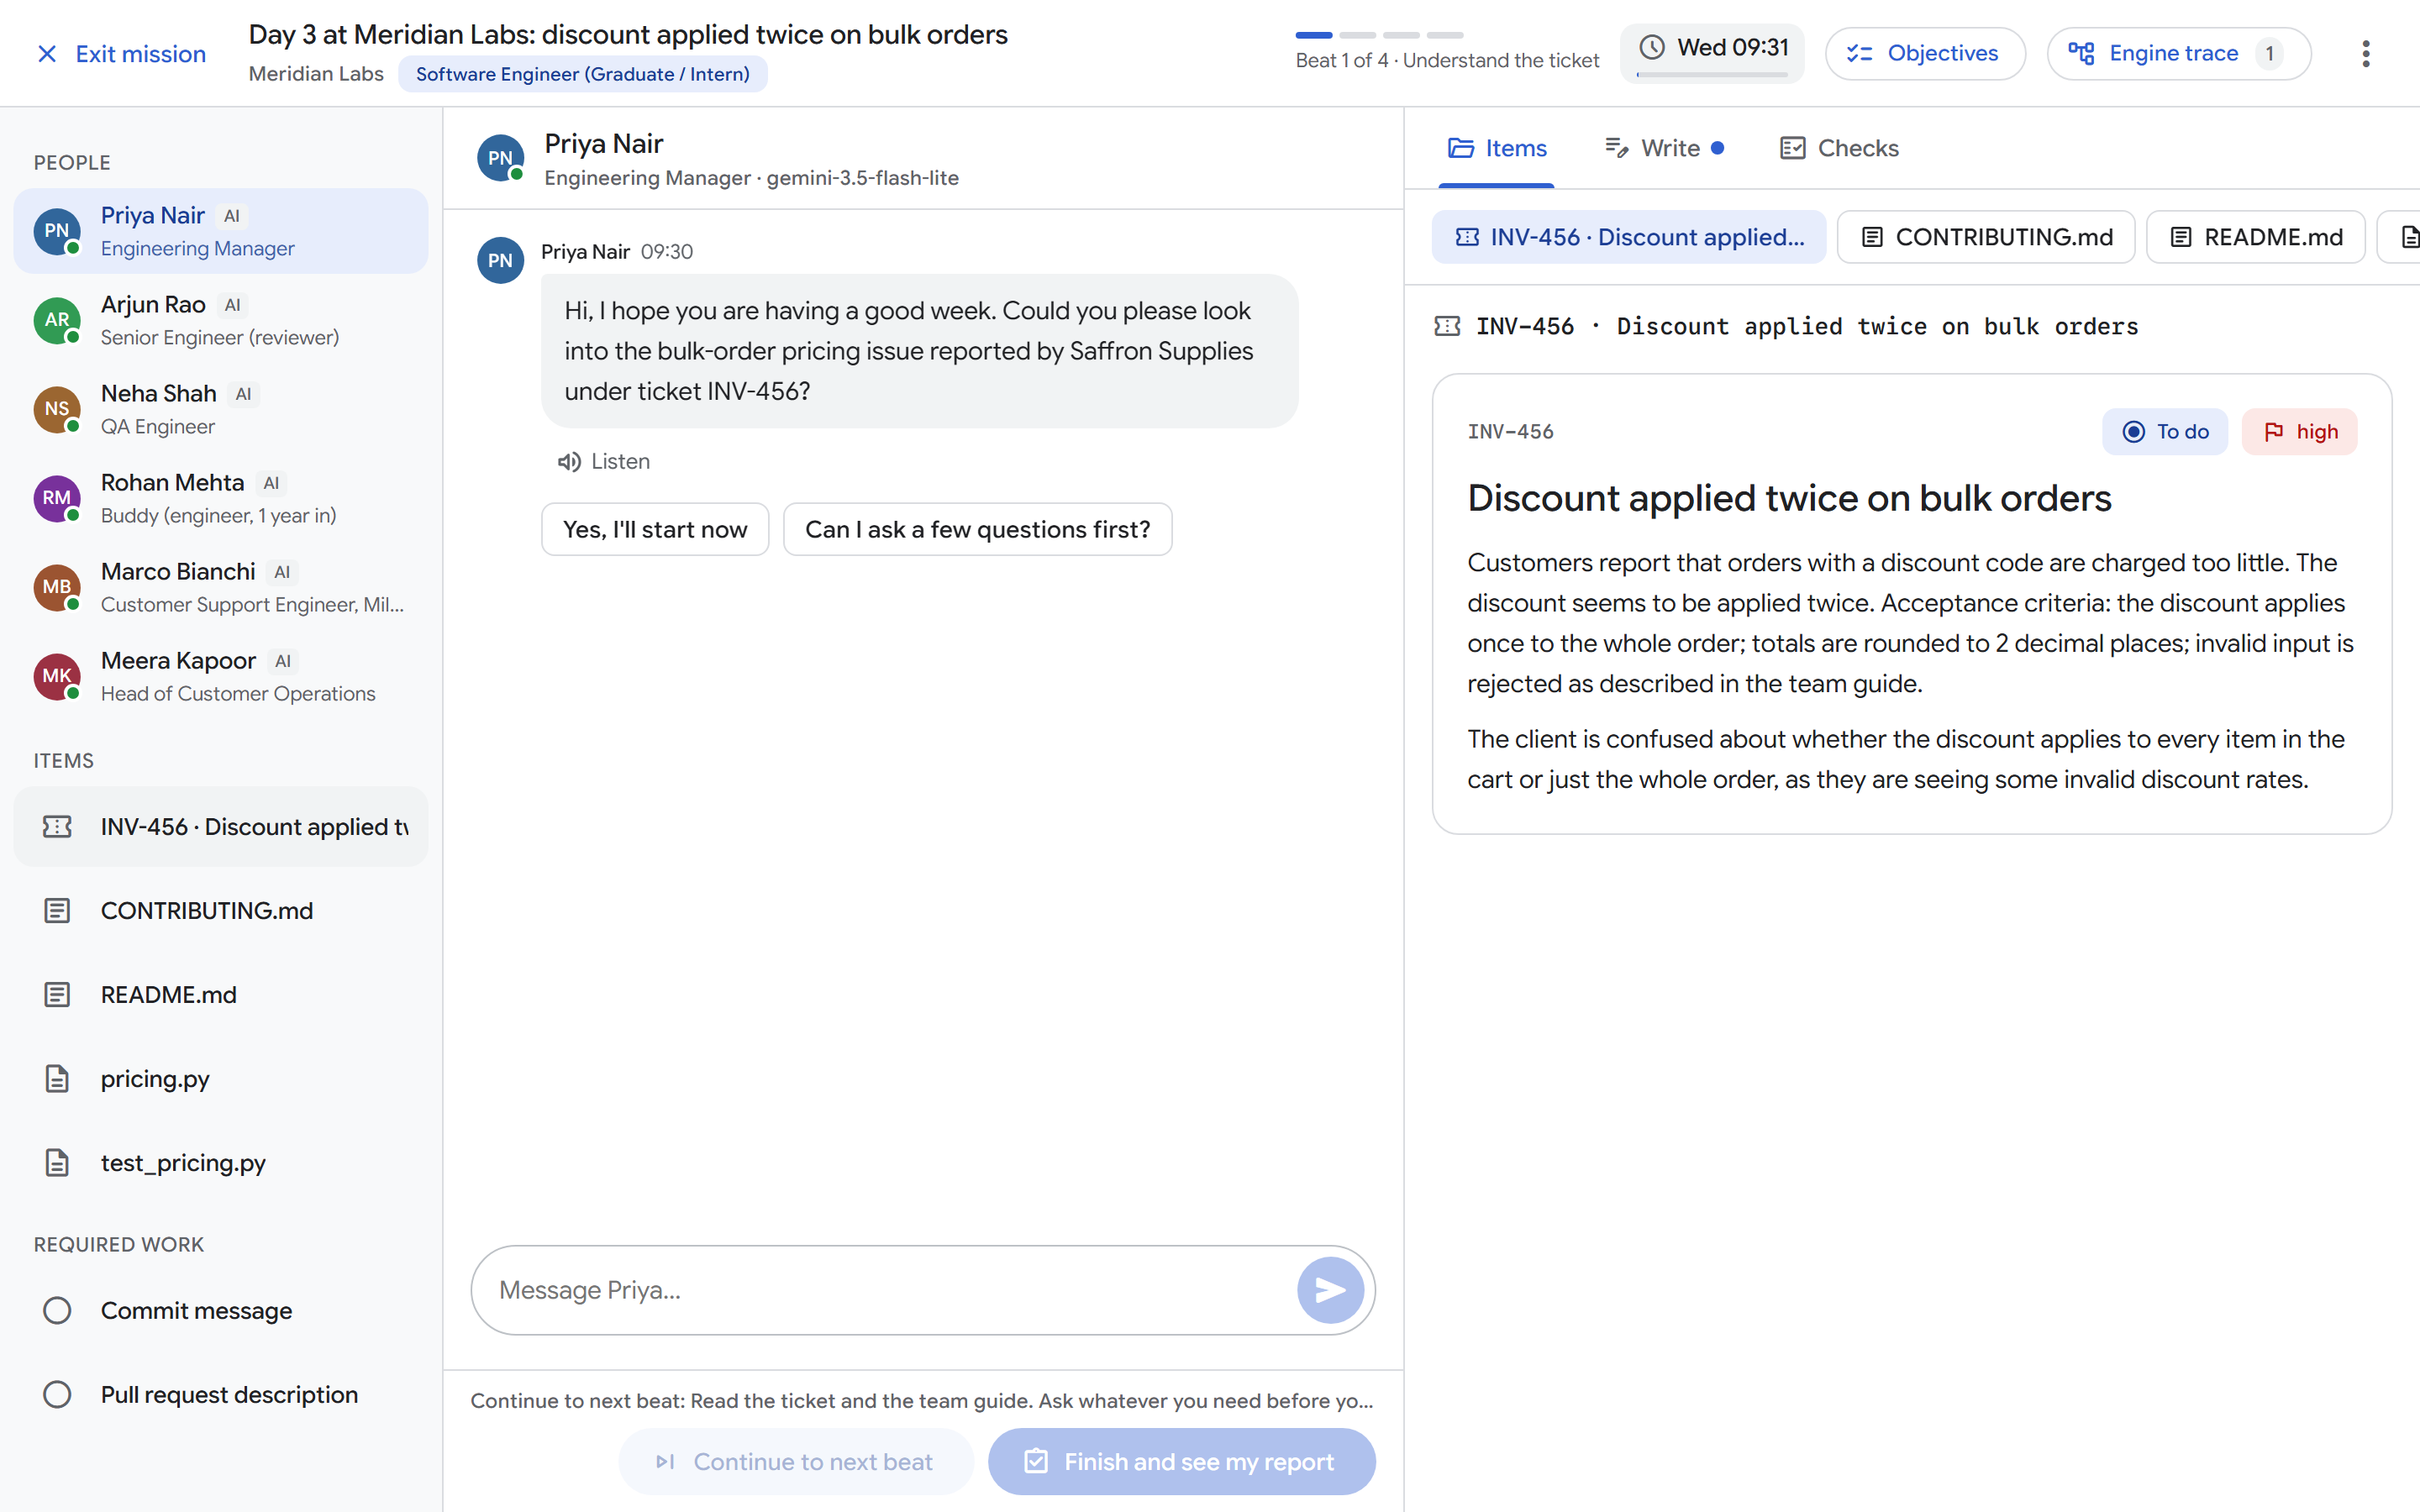 Exit mission
Day 3 at Meridian Labs: discount applied twice on bulk orders
Meridian Labs
Software Engineer (Graduate / Intern)
Beat 1 of 4 · Understand the ticket
Wed 09:31
Objectives
Engine trace 1
PEOPLE
PN
Priya Nair AI
Engineering Manager
AR
Arjun Rao AI
Senior Engineer (reviewer)
NS
Neha Shah AI
QA Engineer
RM
Rohan Mehta AI
Buddy (engineer, 1 year in)
MB
Marco Bianchi AI
Customer Support Engineer, Mil...
MK
Meera Kapoor AI
Head of Customer Operations
ITEMS
INV-456 · Discount applied tw
CONTRIBUTING.md
README.md
pricing.py
test_pricing.py
REQUIRED WORK
Commit message
Pull request description
PN
Priya Nair
Engineering Manager · gemini-3.5-flash-lite
PN
Priya Nair 09:30
Hi, I hope you are having a good week. Could you please look
into the bulk-order pricing issue reported by Saffron Supplies
under ticket INV-456?
Listen
Yes, I'll start now
Can I ask a few questions first?
Message Priya...
Continue to next beat: Read the ticket and the team guide. Ask whatever you need before yo...
Continue to next beat
Finish and see my report
Items
Write
Checks
INV-456 · Discount applied...
CONTRIBUTING.md
README.md
INV-456 · Discount applied twice on bulk orders
INV-456
To do
high
Discount applied twice on bulk orders
Customers report that orders with a discount code are charged too little. The
discount seems to be applied twice. Acceptance criteria: the discount applies
once to the whole order; totals are rounded to 2 decimal places; invalid input is
rejected as described in the team guide.
The client is confused about whether the discount applies to every item in the
cart or just the whole order, as they are seeing some invalid discount rates.